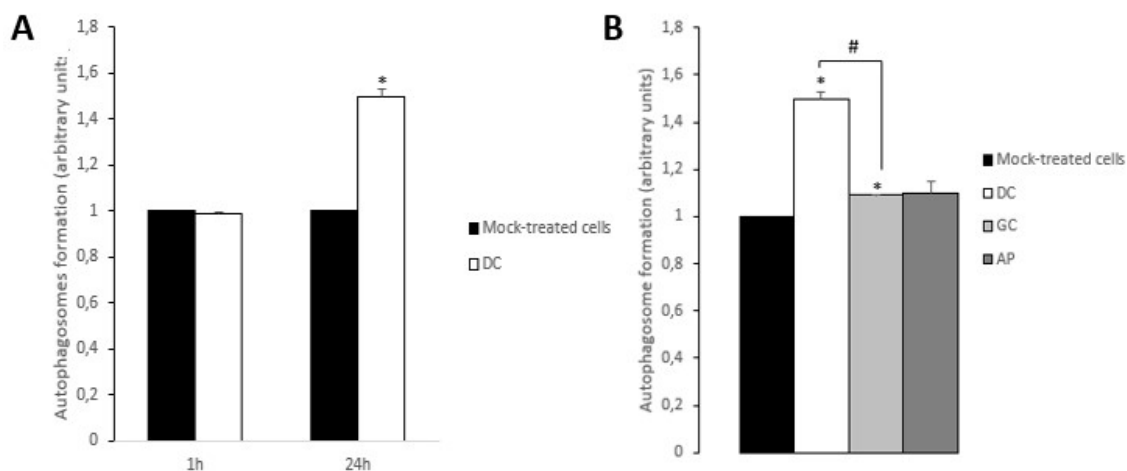 A
Autophagosomes formation (arbitrary units)
1,8
1,6
1,4
1,2
1
0,8
0,6
0,4
0,2
0
*
1h
24h
Mock-treated cells
DC
B
Autophagosome formation (arbitrary units)
1,8
1,6
1,4
1,2
1
0,8
0,6
0,4
0,2
0
#
*
*
Mock-treated cells
DC
GC
AP